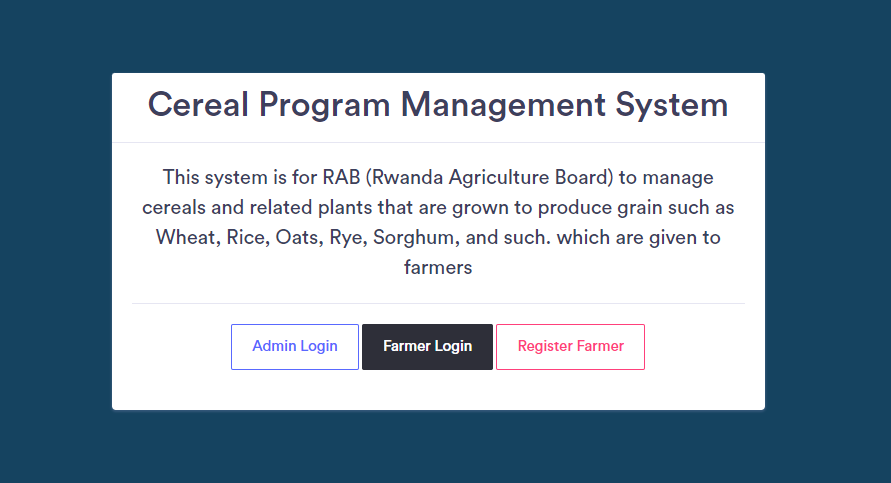 Cereal Program Management System
This system is for RAB (Rwanda Agriculture Board) to manage
cereals and related plants that are grown to produce grain such as
Wheat, Rice, Oats, Rye, Sorghum, and such. which are given to
farmers
Admin Login Farmer Login Register Farmer